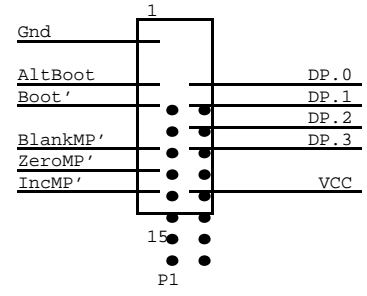 1
Gnd
AltBoot DP.0
Boot' DP.1
DP.2
BlankMP' DP.3
ZeroMP'
IncMP' VCC
15
P1